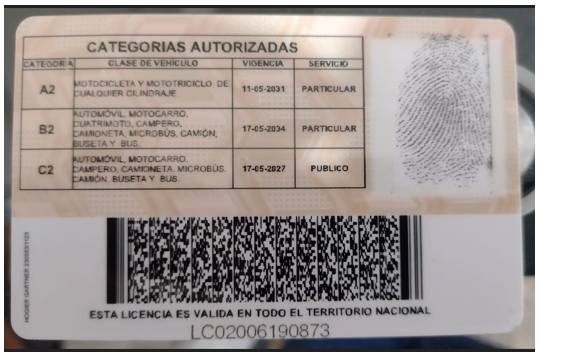 CATEGORIAS AUTORIZADAS
CATEGORIA CLASE DE VEHÍCULO VIGENCIA SERVICIO
A2 MOTOCICLETA Y MOTOTRICICLO DE CUALQUIER CILINDRAJE 11-05-2031 PARTICULAR
B2 AUTOMÓVIL, MOTOCARRO, CUATRIMOTO, CAMPERO, CAMIONETA, MICROBÚS, CAMIÓN, BUSETA Y BUS. 17-05-2034 PARTICULAR
C2 AUTOMÓVIL, MOTOCARRO, CAMPERO, CAMIONETA, MICROBÚS, CAMIÓN, BUSETA Y BUS. 17-05-2027 PUBLICO
ESTA LICENCIA ES VALIDA EN TODO EL TERRITORIO NACIONAL
LC02006190873